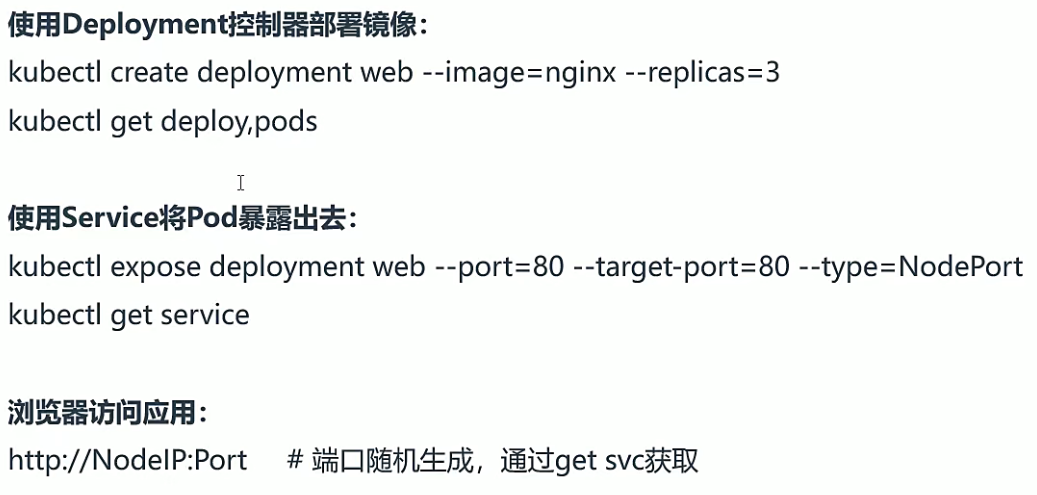 使用Deployment控制器部署镜像：
kubectl create deployment web --image=nginx --replicas=3
kubectl get deploy,pods
使用Service将Pod暴露出去：
kubectl expose deployment web --port=80 --target-port=80 --type=NodePort
kubectl get service
浏览器访问应用：
http://NodeIP:Port # 端口随机生成，通过get svc获取